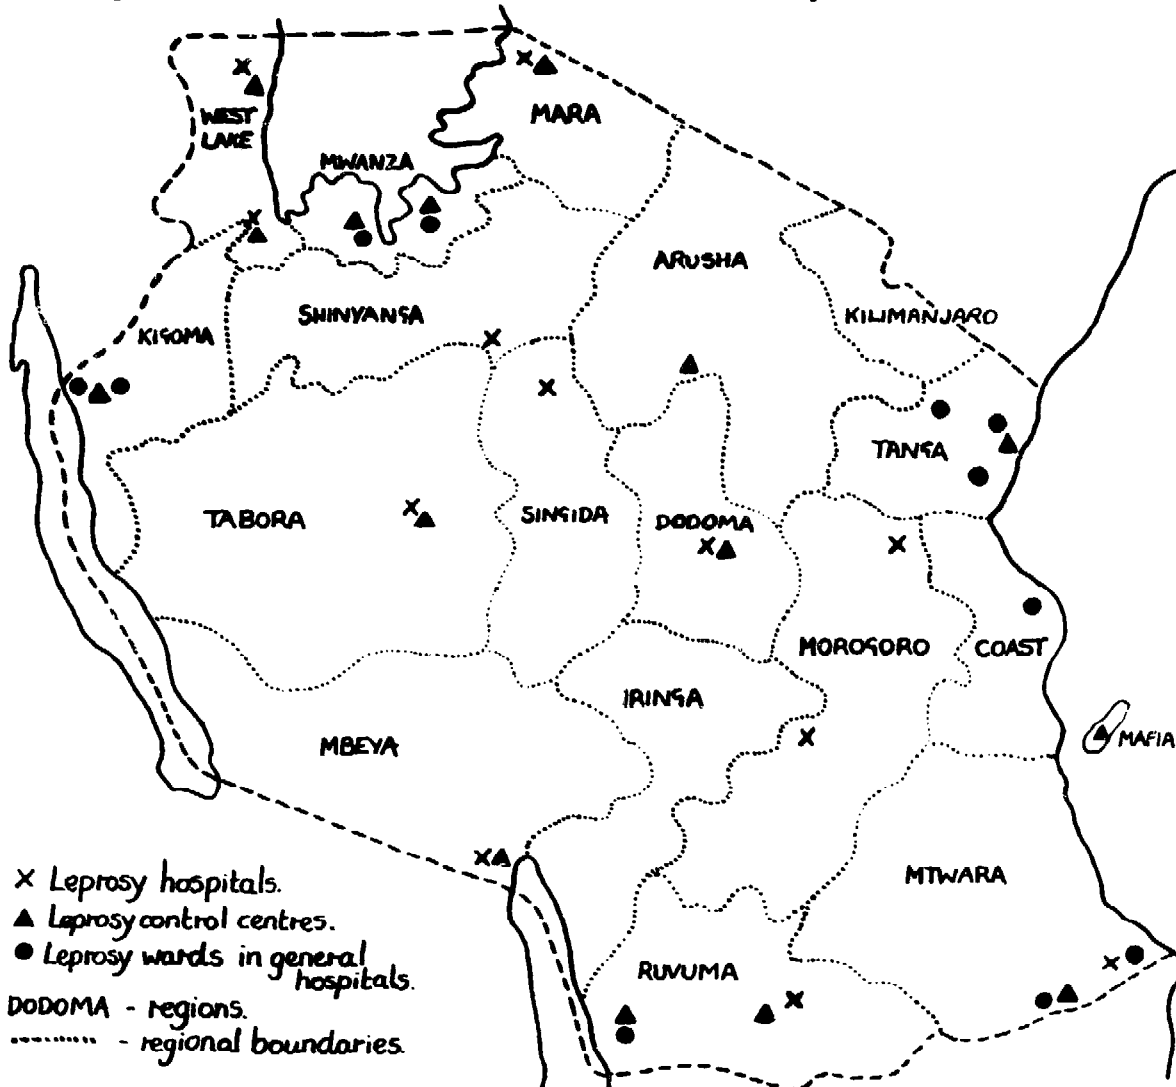 WEST
LAKE
MARA
MWANZA
ARUSHA
SHINYANGA
KILIMANJARO
KIGOMA
TANGA
TABORA
SINGIDA
DODOMA
MOROGORO
COAST
IRINGA
MBEYA
MAFIA
MTWARA
RUVUMA
X Leprosy hospitals.
▲ Leprosy control centres.
● Leprosy wards in general
hospitals.
DODOMA - regions.
- regional boundaries.